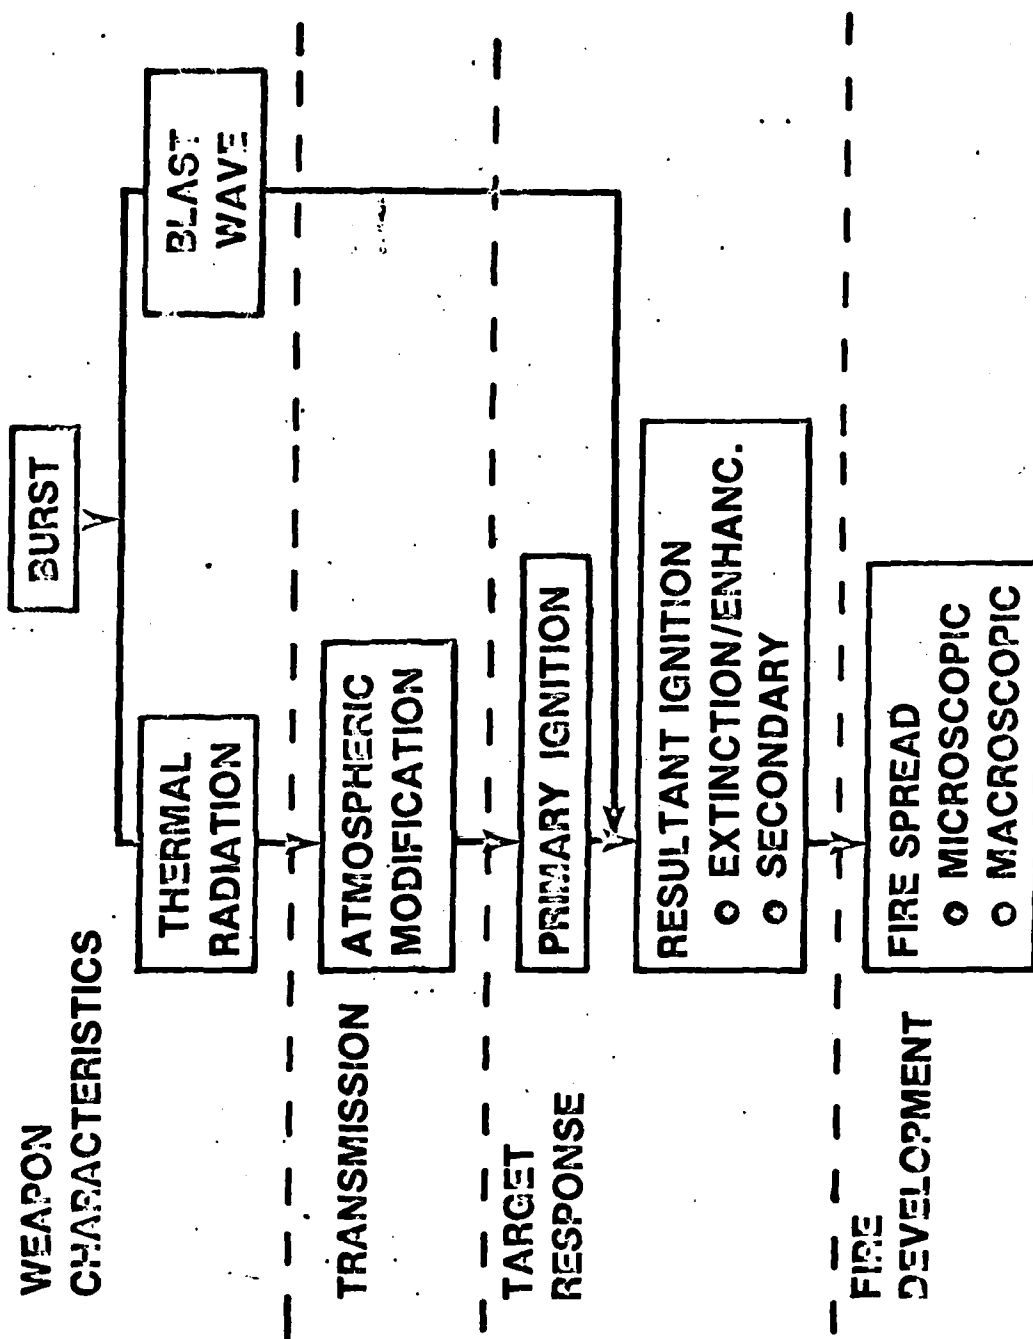 WEAPON
CHARACTERISTICS
BURST
THERMAL
RADIATION
BLAST
WAVE
TRANSMISSION
ATMOSPHERIC
MODIFICATION
TARGET
RESPONSE
PRIMARY IGNITION
RESULTANT IGNITION
EXTINCTION/ENHANC.
SECONDARY
FIRE
DEVELOPMENT
FIRE SPREAD
MICROSCOPIC
MACROSCOPIC